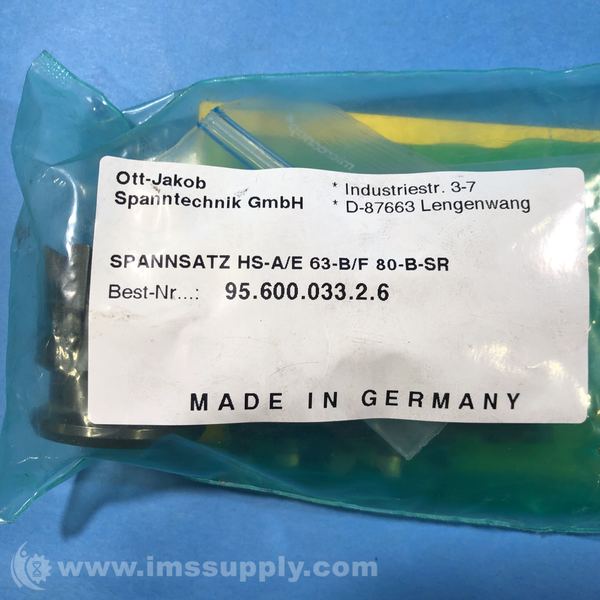 Ott-Jakob
Spanntechnik GmbH
* Industriestr. 3-7
* D-87663 Lengenwang
SPANNSATZ HS-A/E 63-B/F 80-B-SR
Best-Nr...: 95.600.033.2.6
MADE IN GERMANY
www.imssupply.com